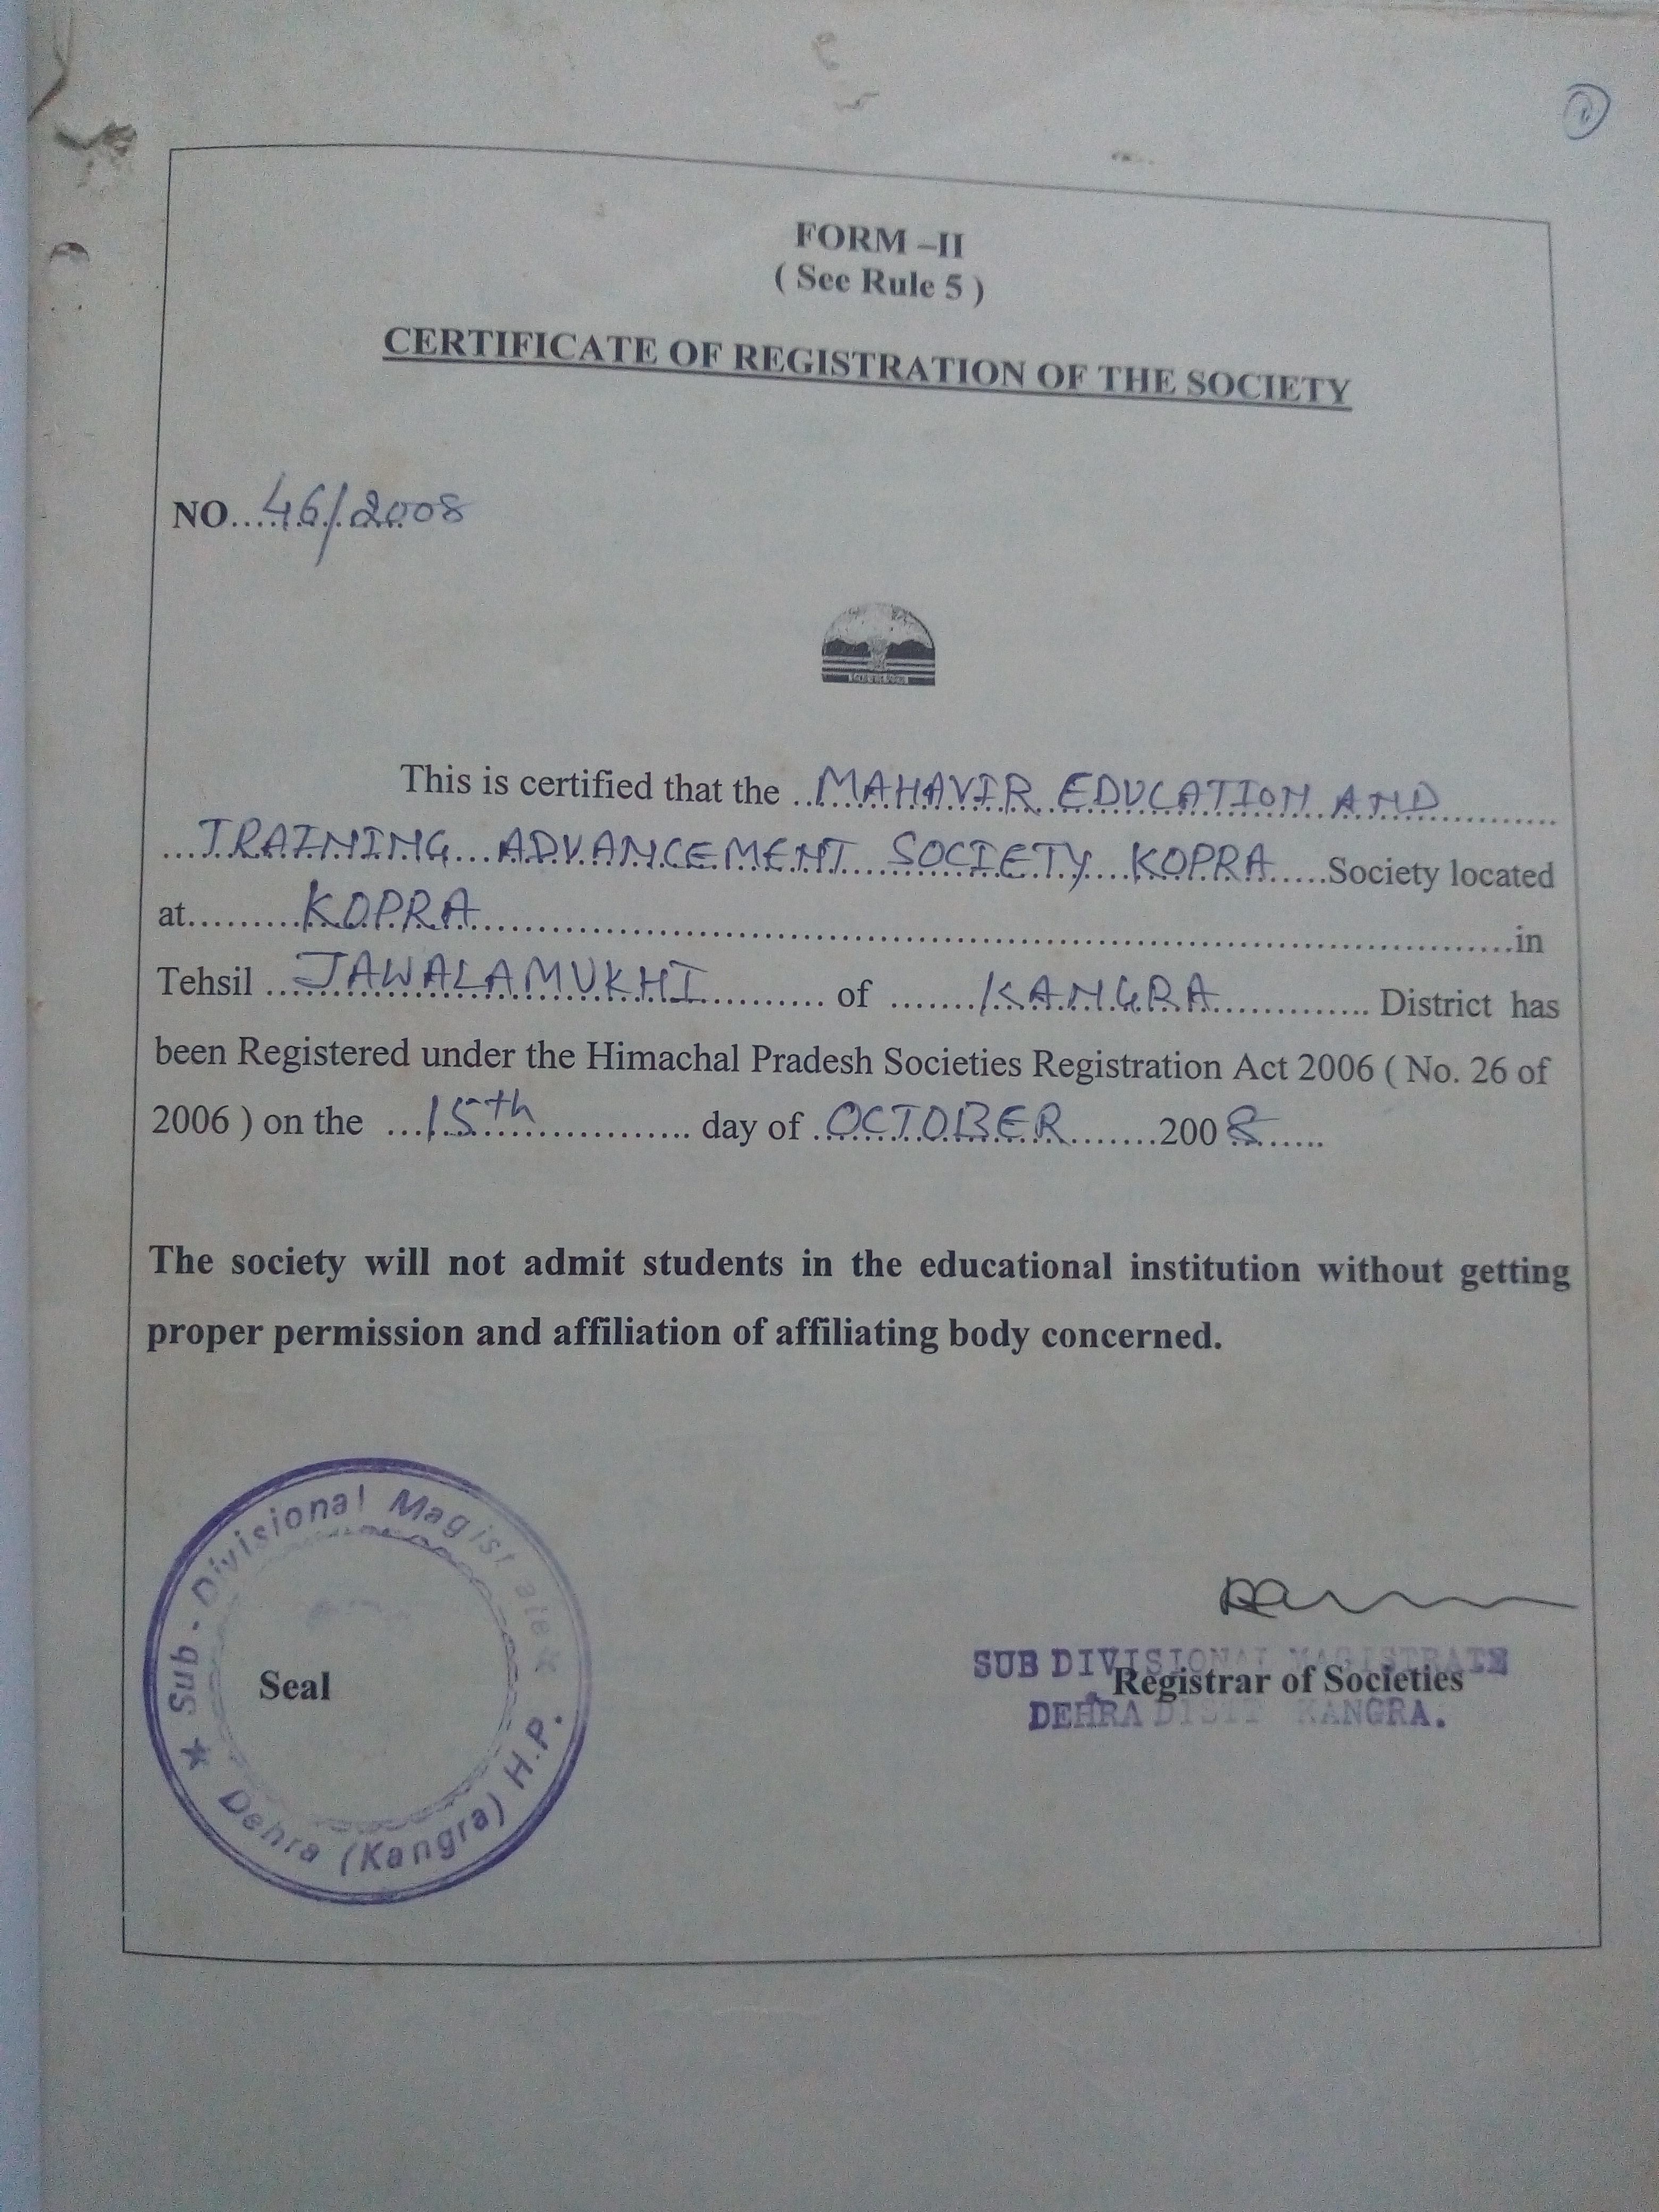 FORM –II
( See Rule 5 )
CERTIFICATE OF REGISTRATION OF THE SOCIETY
NO....46/2008
This is certified that the ..MAHAVIR EDUCATION AND..........
...TRAINING...ADVANCEMENT SOCIETY KOPRA.....Society located
at.........KOPRA..........in
Tehsil ...JAWALAMUKHI.......... of .......KANGRA.............. District has
been Registered under the Himachal Pradesh Societies Registration Act 2006 ( No. 26 of
2006 ) on the ...15th.................. day of .OCTOBER........2008......
The society will not admit students in the educational institution without getting
proper permission and affiliation of affiliating body concerned.
Sub - Divisional Magistrate
Seal
★ Dehra (Kangra) H.P.
SUB DIVISIONAL MAGISTRATE
Registrar of Societies
DEHRA DISTT KANGRA.